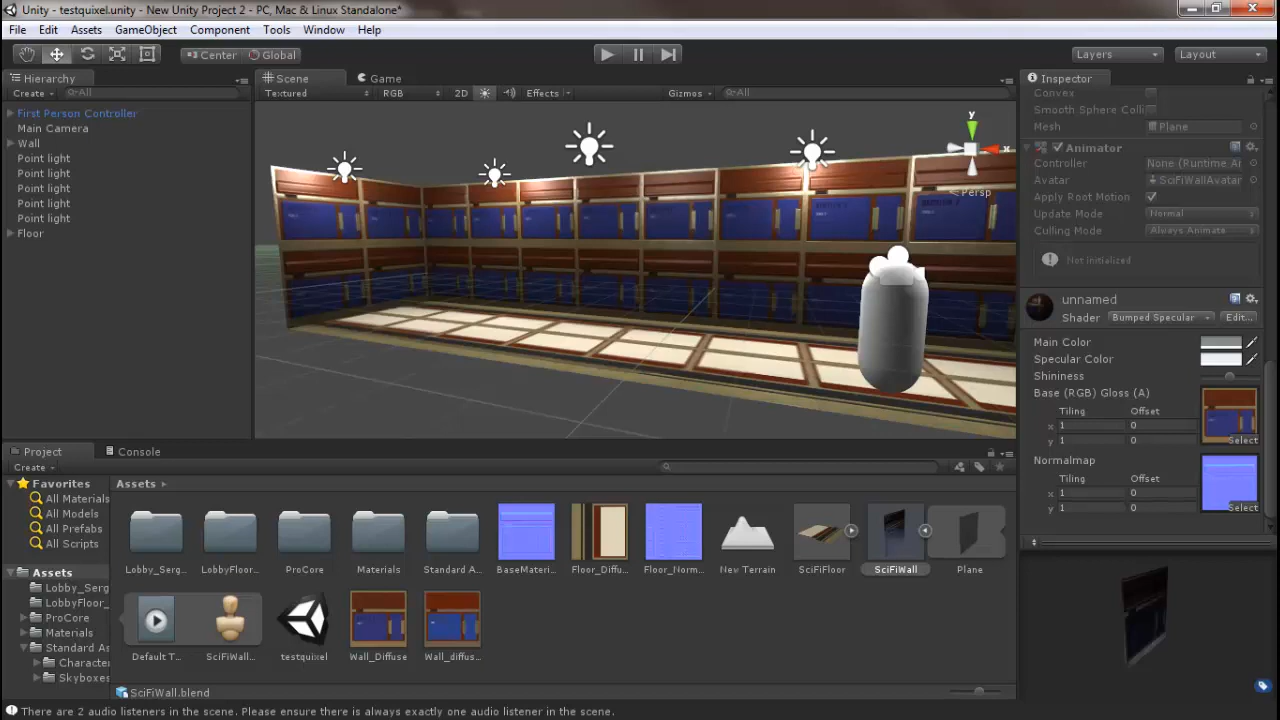 Unity - testquixel.unity - New Unity Project 2 - PC, Mac & Linux Standalone*
File Edit Assets GameObject Component Tools Window Help
Center Global Layers Layout
Hierarchy
Create All
First Person Controller
Main Camera
Wall
Point light
Point light
Point light
Point light
Point light
Floor
Scene Game
Textured RGB 2D Effects Gizmos All
y
x
Persp
Inspector
Convex
Smooth Sphere Colli
Mesh Plane
Animator
Controller None (Runtime Ar
Avatar SciFiWallAvatar
Apply Root Motion
Update Mode Normal
Culling Mode Always Animate
Not initialized
unnamed
Shader Bumped Specular Edit...
Main Color
Specular Color
Shininess
Base (RGB) Gloss (A)
Tiling Offset
x 1 0
y 1 0
Select
Normalmap
Tiling Offset
x 1 0
y 1 0
Select
Project Console
Create
Favorites
All Materials
All Models
All Prefabs
All Scripts
Assets
Lobby_Serg
LobbyFloor_
ProCore
Materials
Standard As
Character
Skyboxes
Assets
Lobby_Serg... LobbyFloor... ProCore Materials Standard A... BaseMateri... Floor_Diffu... Floor_Norm... New Terrain SciFiFloor SciFiWall Plane
Default T... SciFiWall... testquixel Wall_Diffuse Wall_diffus...
SciFiWall.blend
There are 2 audio listeners in the scene. Please ensure there is always exactly one audio listener in the scene.